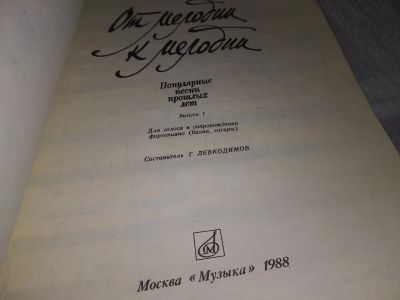 От мелодии
к мелодии
Популярные
песни
прошлых
лет
Выпуск 1
Для голоса в сопровождении
фортепиано (баяна, гитары)
Составитель Г. ЛЕВКОДИМОВ
Москва «Музыка» 1988